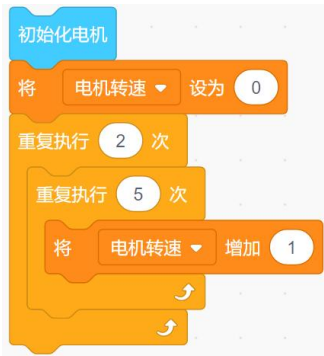 初始化电机
将 电机转速 设为 0
重复执行 2 次
重复执行 5 次
将 电机转速 增加 1